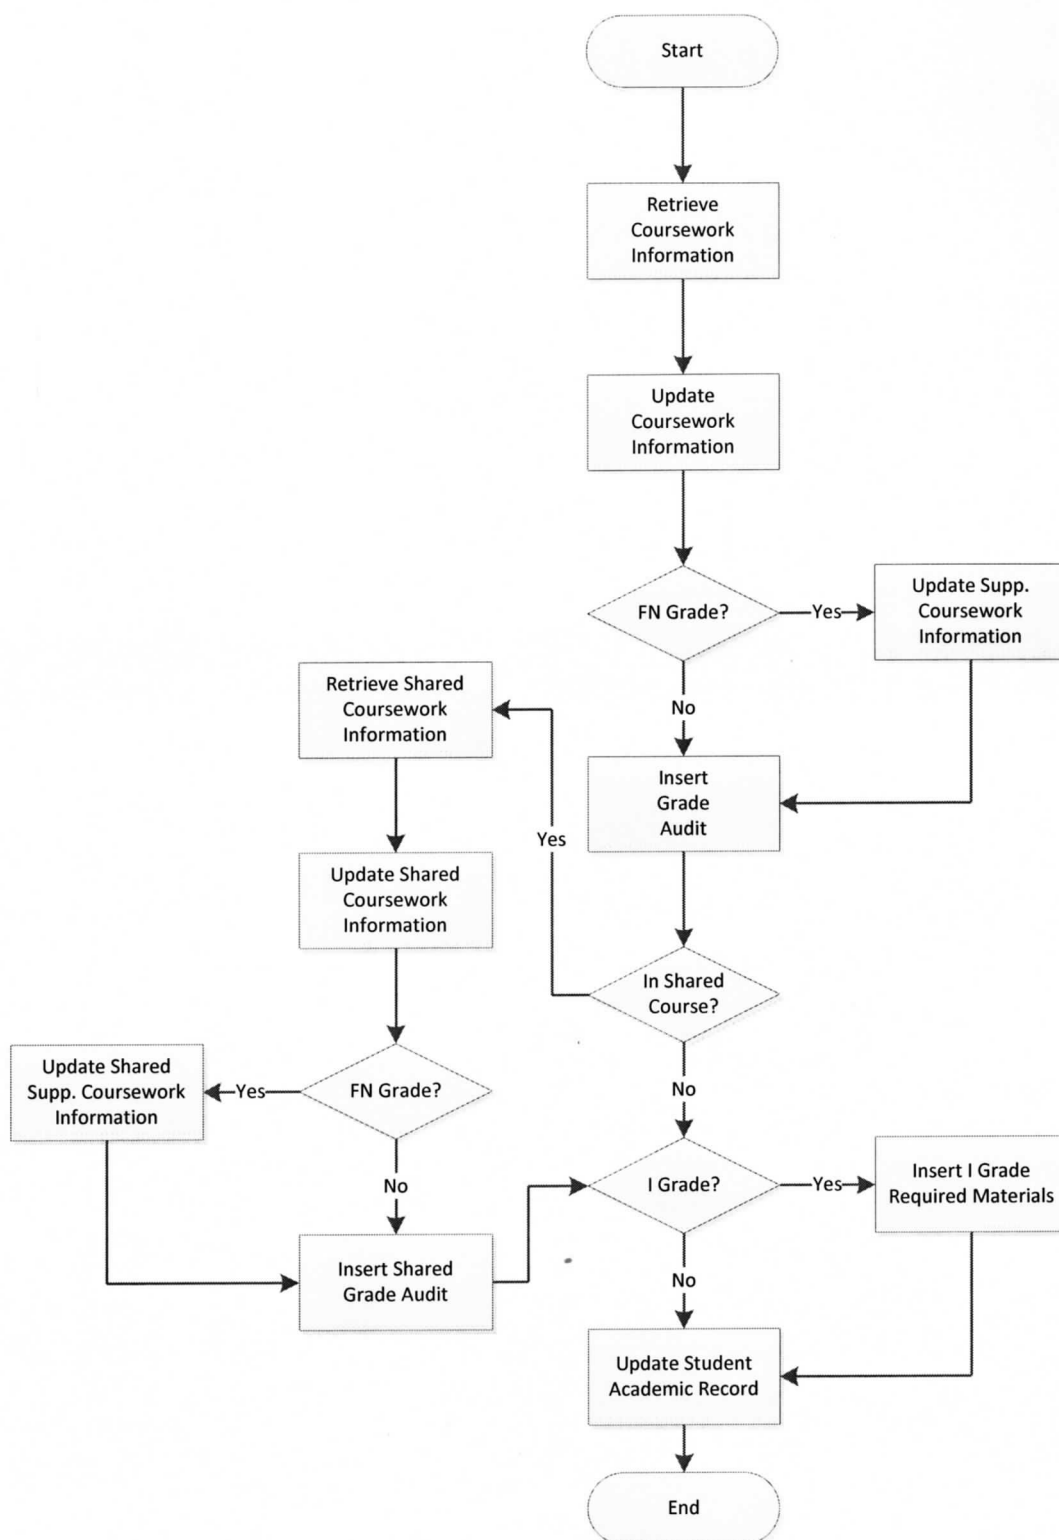 Start
Retrieve
Coursework
Information
Update
Coursework
Information
FN Grade?
Yes
Update Supp.
Coursework
Information
No
Retrieve Shared
Coursework
Information
Insert
Grade
Audit
Yes
Update Shared
Coursework
Information
In Shared
Course?
Update Shared
Supp. Coursework
Information
Yes
FN Grade?
No
No
I Grade?
Yes
Insert I Grade
Required Materials
Insert Shared
Grade Audit
No
Update Student
Academic Record
End